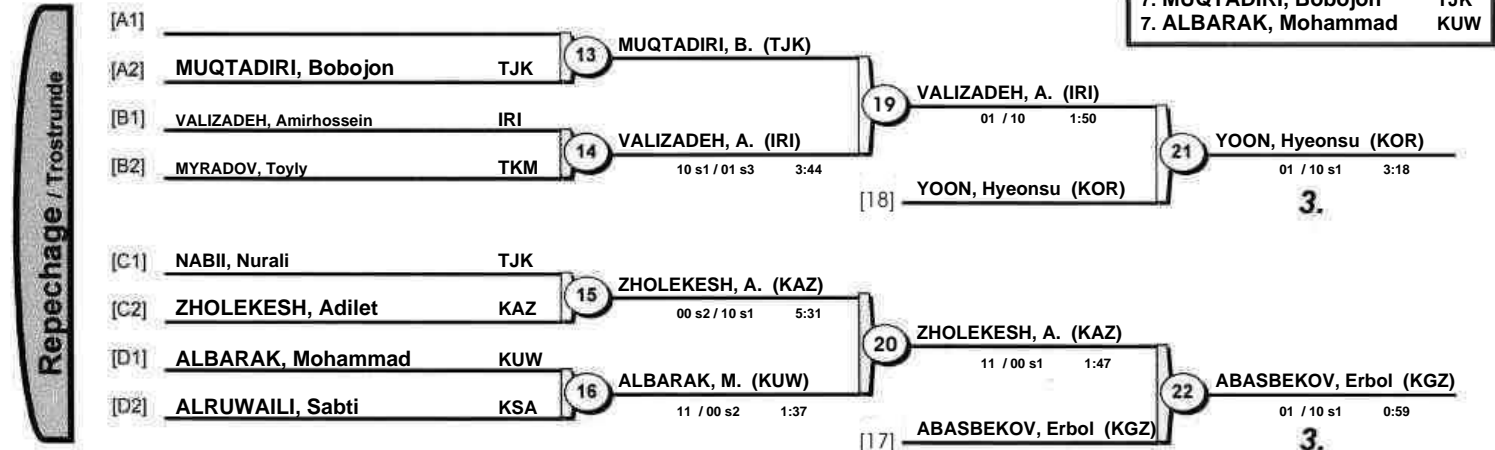 7. MUQTADIRI, Bobojon TJK
7. ALBARAK, Mohammad KUW
Repechage / Trostrunde
[A1]
[A2] MUQTADIRI, Bobojon TJK
13
MUQTADIRI, B. (TJK)
[B1] VALIZADEH, Amirhossein IRI
[B2] MYRADOV, Toyly TKM
14
VALIZADEH, A. (IRI)
10 s1 / 01 s3 3:44
19
VALIZADEH, A. (IRI)
01 / 10 1:50
[18] YOON, Hyeonsu (KOR)
21
YOON, Hyeonsu (KOR)
01 / 10 s1 3:18
3.
[C1] NABII, Nurali TJK
[C2] ZHOLEKESH, Adilet KAZ
15
ZHOLEKESH, A. (KAZ)
00 s2 / 10 s1 5:31
[D1] ALBARAK, Mohammad KUW
[D2] ALRUWAILI, Sabti KSA
16
ALBARAK, M. (KUW)
11 / 00 s2 1:37
20
ZHOLEKESH, A. (KAZ)
11 / 00 s1 1:47
[17] ABASBEKOV, Erbol (KGZ)
22
ABASBEKOV, Erbol (KGZ)
01 / 10 s1 0:59
3.